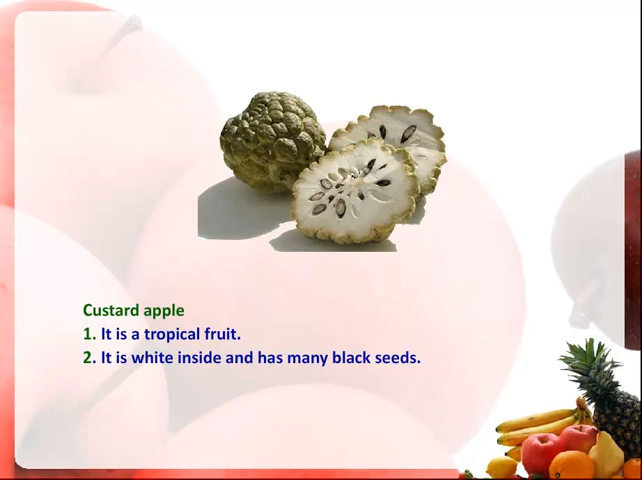 Custard apple
1. It is a tropical fruit.
2. It is white inside and has many black seeds.